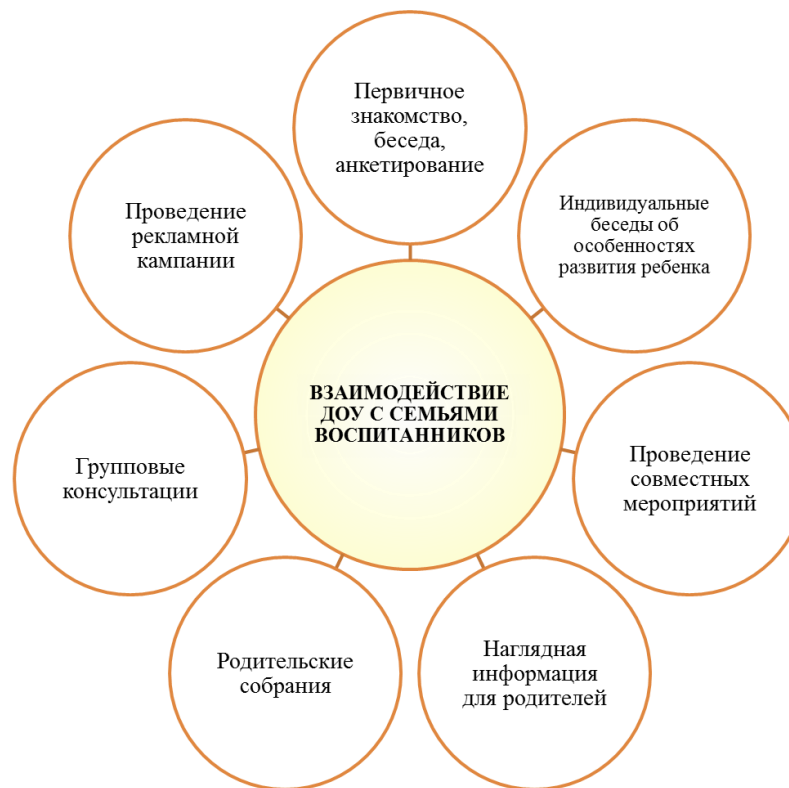 Первичное
знакомство,
беседа,
анкетирование
Индивидуальные
беседы об
особенностях
развития ребенка
Проведение
совместных
мероприятий
Наглядная
информация
для родителей
Родительские
собрания
Групповые
консультации
Проведение
рекламной
кампании
ВЗАИМОДЕЙСТВИЕ
ДОУ С СЕМЬЯМИ
ВОСПИТАННИКОВ